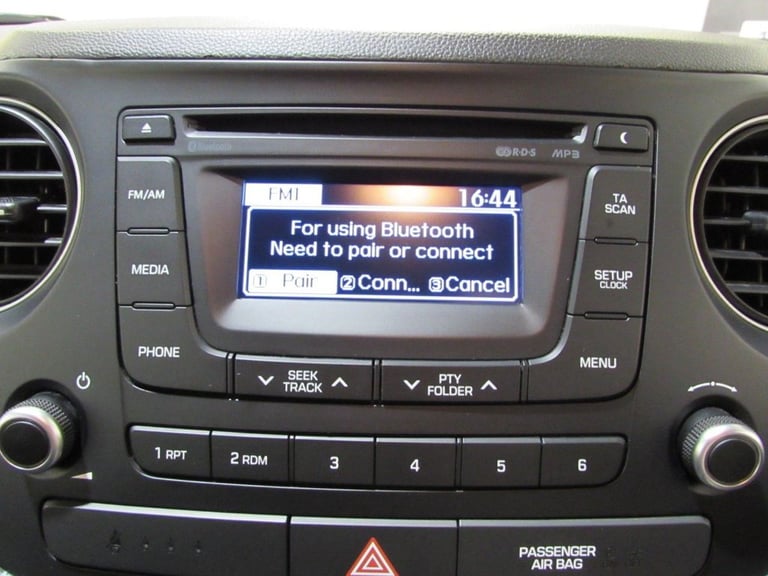 Bluetooth
R·D·S
MP3
FM/AM
FM1
16:44
TA
SCAN
For using Bluetooth
Need to pair or connect
MEDIA
SETUP
CLOCK
1 Pair
2 Conn...
3 Cancel
PHONE
SEEK
TRACK
PTY
FOLDER
MENU
1 RPT
2 RDM
3
4
5
6
PASSENGER
AIR BAG